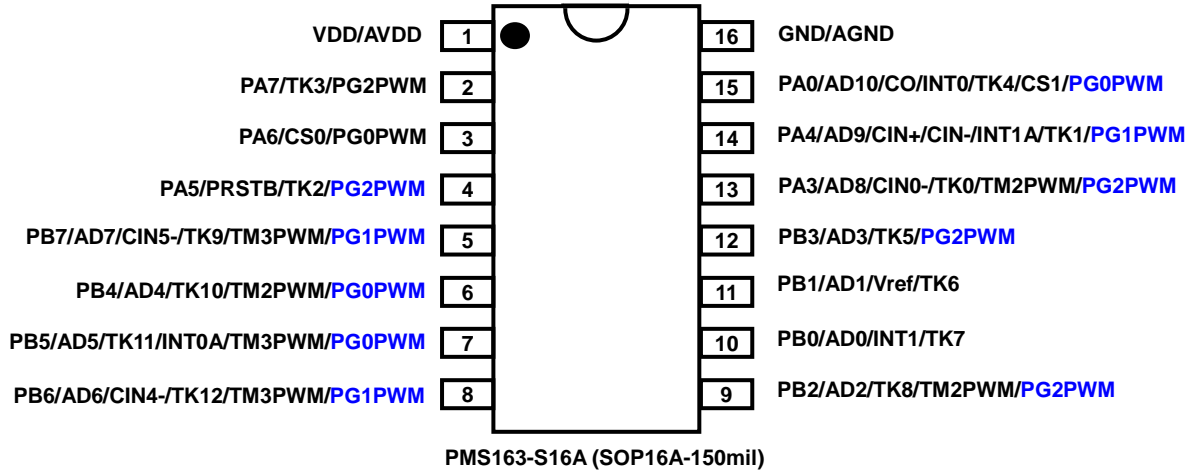 VDD/AVDD 1 16 GND/AGND
PA7/TK3/PG2PWM 2 15 PA0/AD10/CO/INT0/TK4/CS1/PG0PWM
PA6/CS0/PG0PWM 3 14 PA4/AD9/CIN+/CIN-/INT1A/TK1/PG1PWM
PA5/PRSTB/TK2/PG2PWM 4 13 PA3/AD8/CIN0-/TK0/TM2PWM/PG2PWM
PB7/AD7/CIN5-/TK9/TM3PWM/PG1PWM 5 12 PB3/AD3/TK5/PG2PWM
PB4/AD4/TK10/TM2PWM/PG0PWM 6 11 PB1/AD1/Vref/TK6
PB5/AD5/TK11/INT0A/TM3PWM/PG0PWM 7 10 PB0/AD0/INT1/TK7
PB6/AD6/CIN4-/TK12/TM3PWM/PG1PWM 8 9 PB2/AD2/TK8/TM2PWM/PG2PWM
PMS163-S16A (SOP16A-150mil)